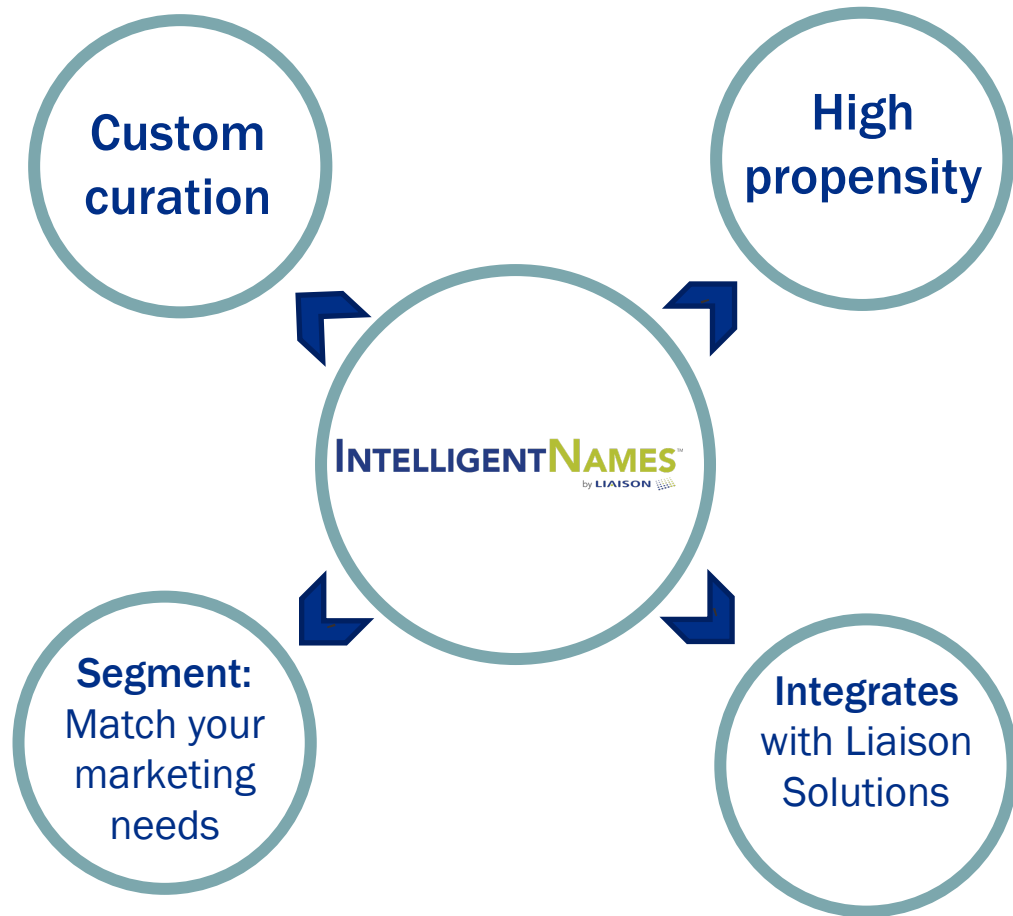 Custom
curation
High
propensity
INTELLIGENTNAMES™
by LIAISON
Segment:
Match your
marketing
needs
Integrates
with Liaison
Solutions